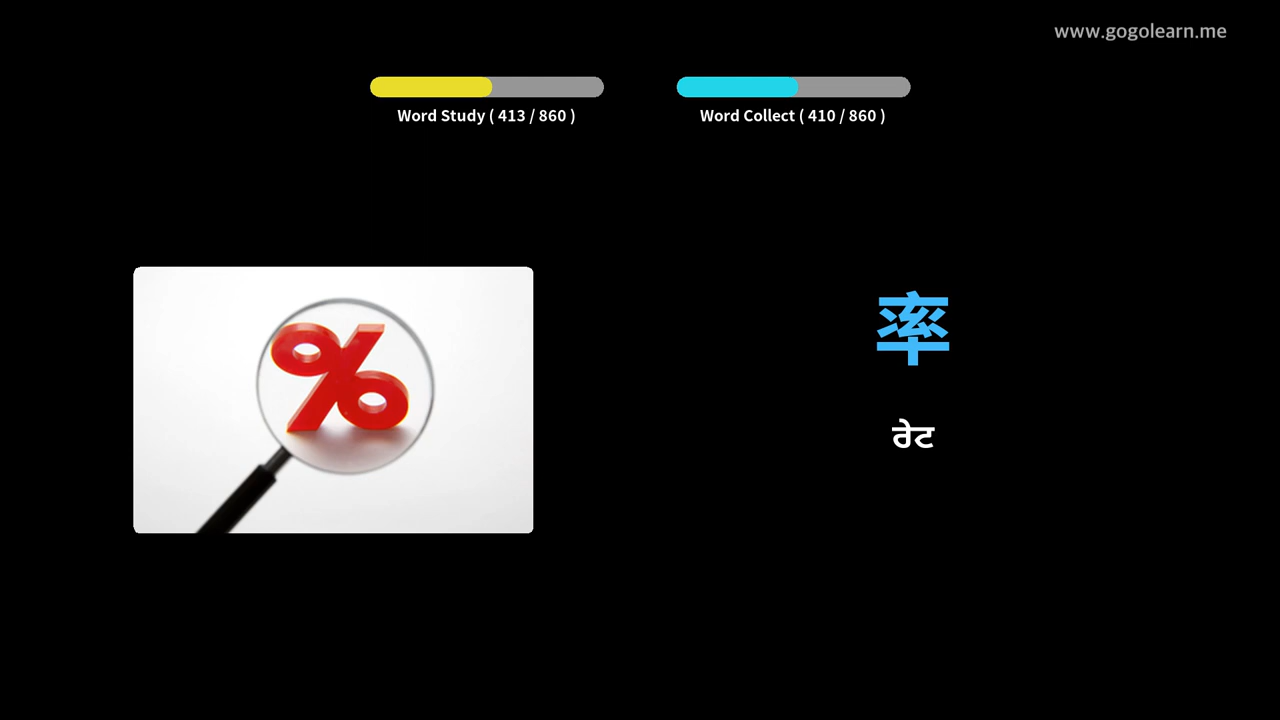 www.gogolearn.me
Word Study ( 413 / 860 )
Word Collect ( 410 / 860 )
%
率
ਰੇਟ